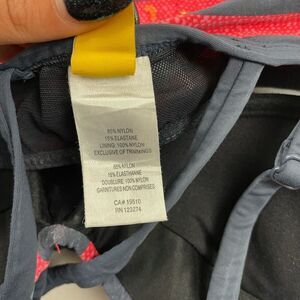 85% NYLON
15% ELASTANE
LINING: 100% NYLON
EXCLUSIVE OF TRIMMINGS
85% NYLON
15% ELASTHANNE
DOUBLURE: 100% NYLON
GARNITURES NON COMPRISES
CA# 19510
RN 123274